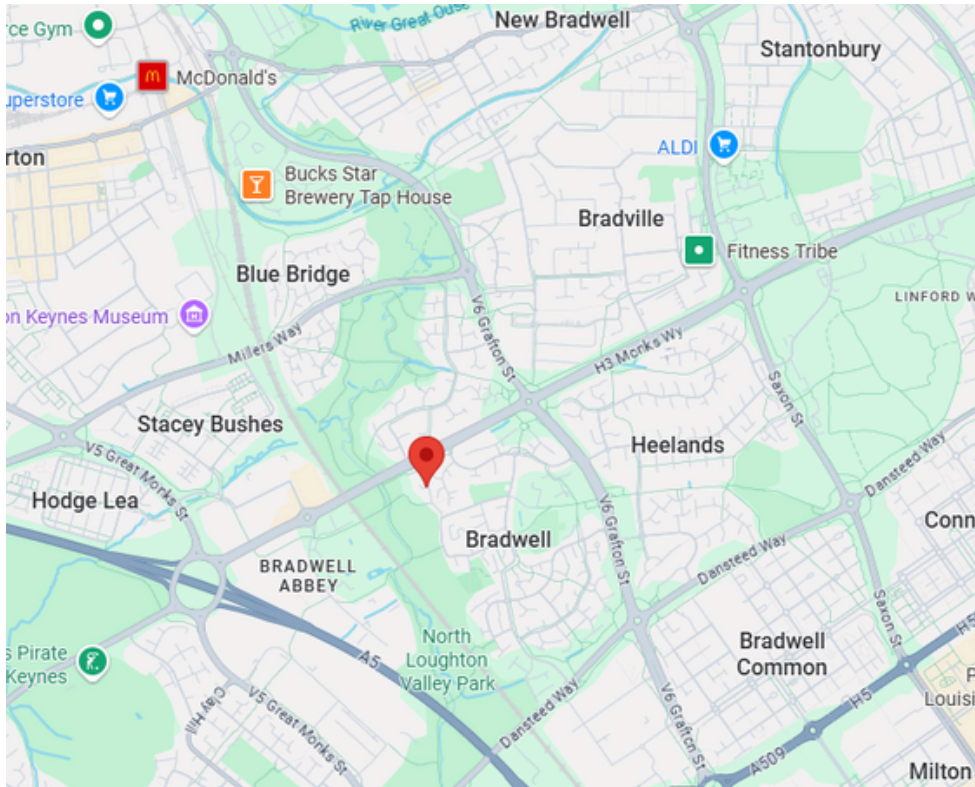 River Great Ouse
New Bradwell
ce Gym
Stantonbury
McDonald's
uperstore
ALDI
rton
Bucks Star
Brewery Tap House
Bradville
Fitness Tribe
Blue Bridge
LINFORD W
on Keynes Museum
V6 Grafton St
Millers Way
H3 Monks Wy
Saxon St
Stacey Bushes
Heelands
V5 Great Monks St
Dansteed Way
Hodge Lea
V6 Grafton St
Conn
Bradwell
BRADWELL
ABBEY
Dansteed Way
Saxon St
H5
North
Loughton
Valley Park
Bradwell
Common
s Pirate
Keynes
A5
V6 Grafton St
H5
P
Louisi
Cay Hill
V5 Great Monks St
Dansteed Way
A509
Milton